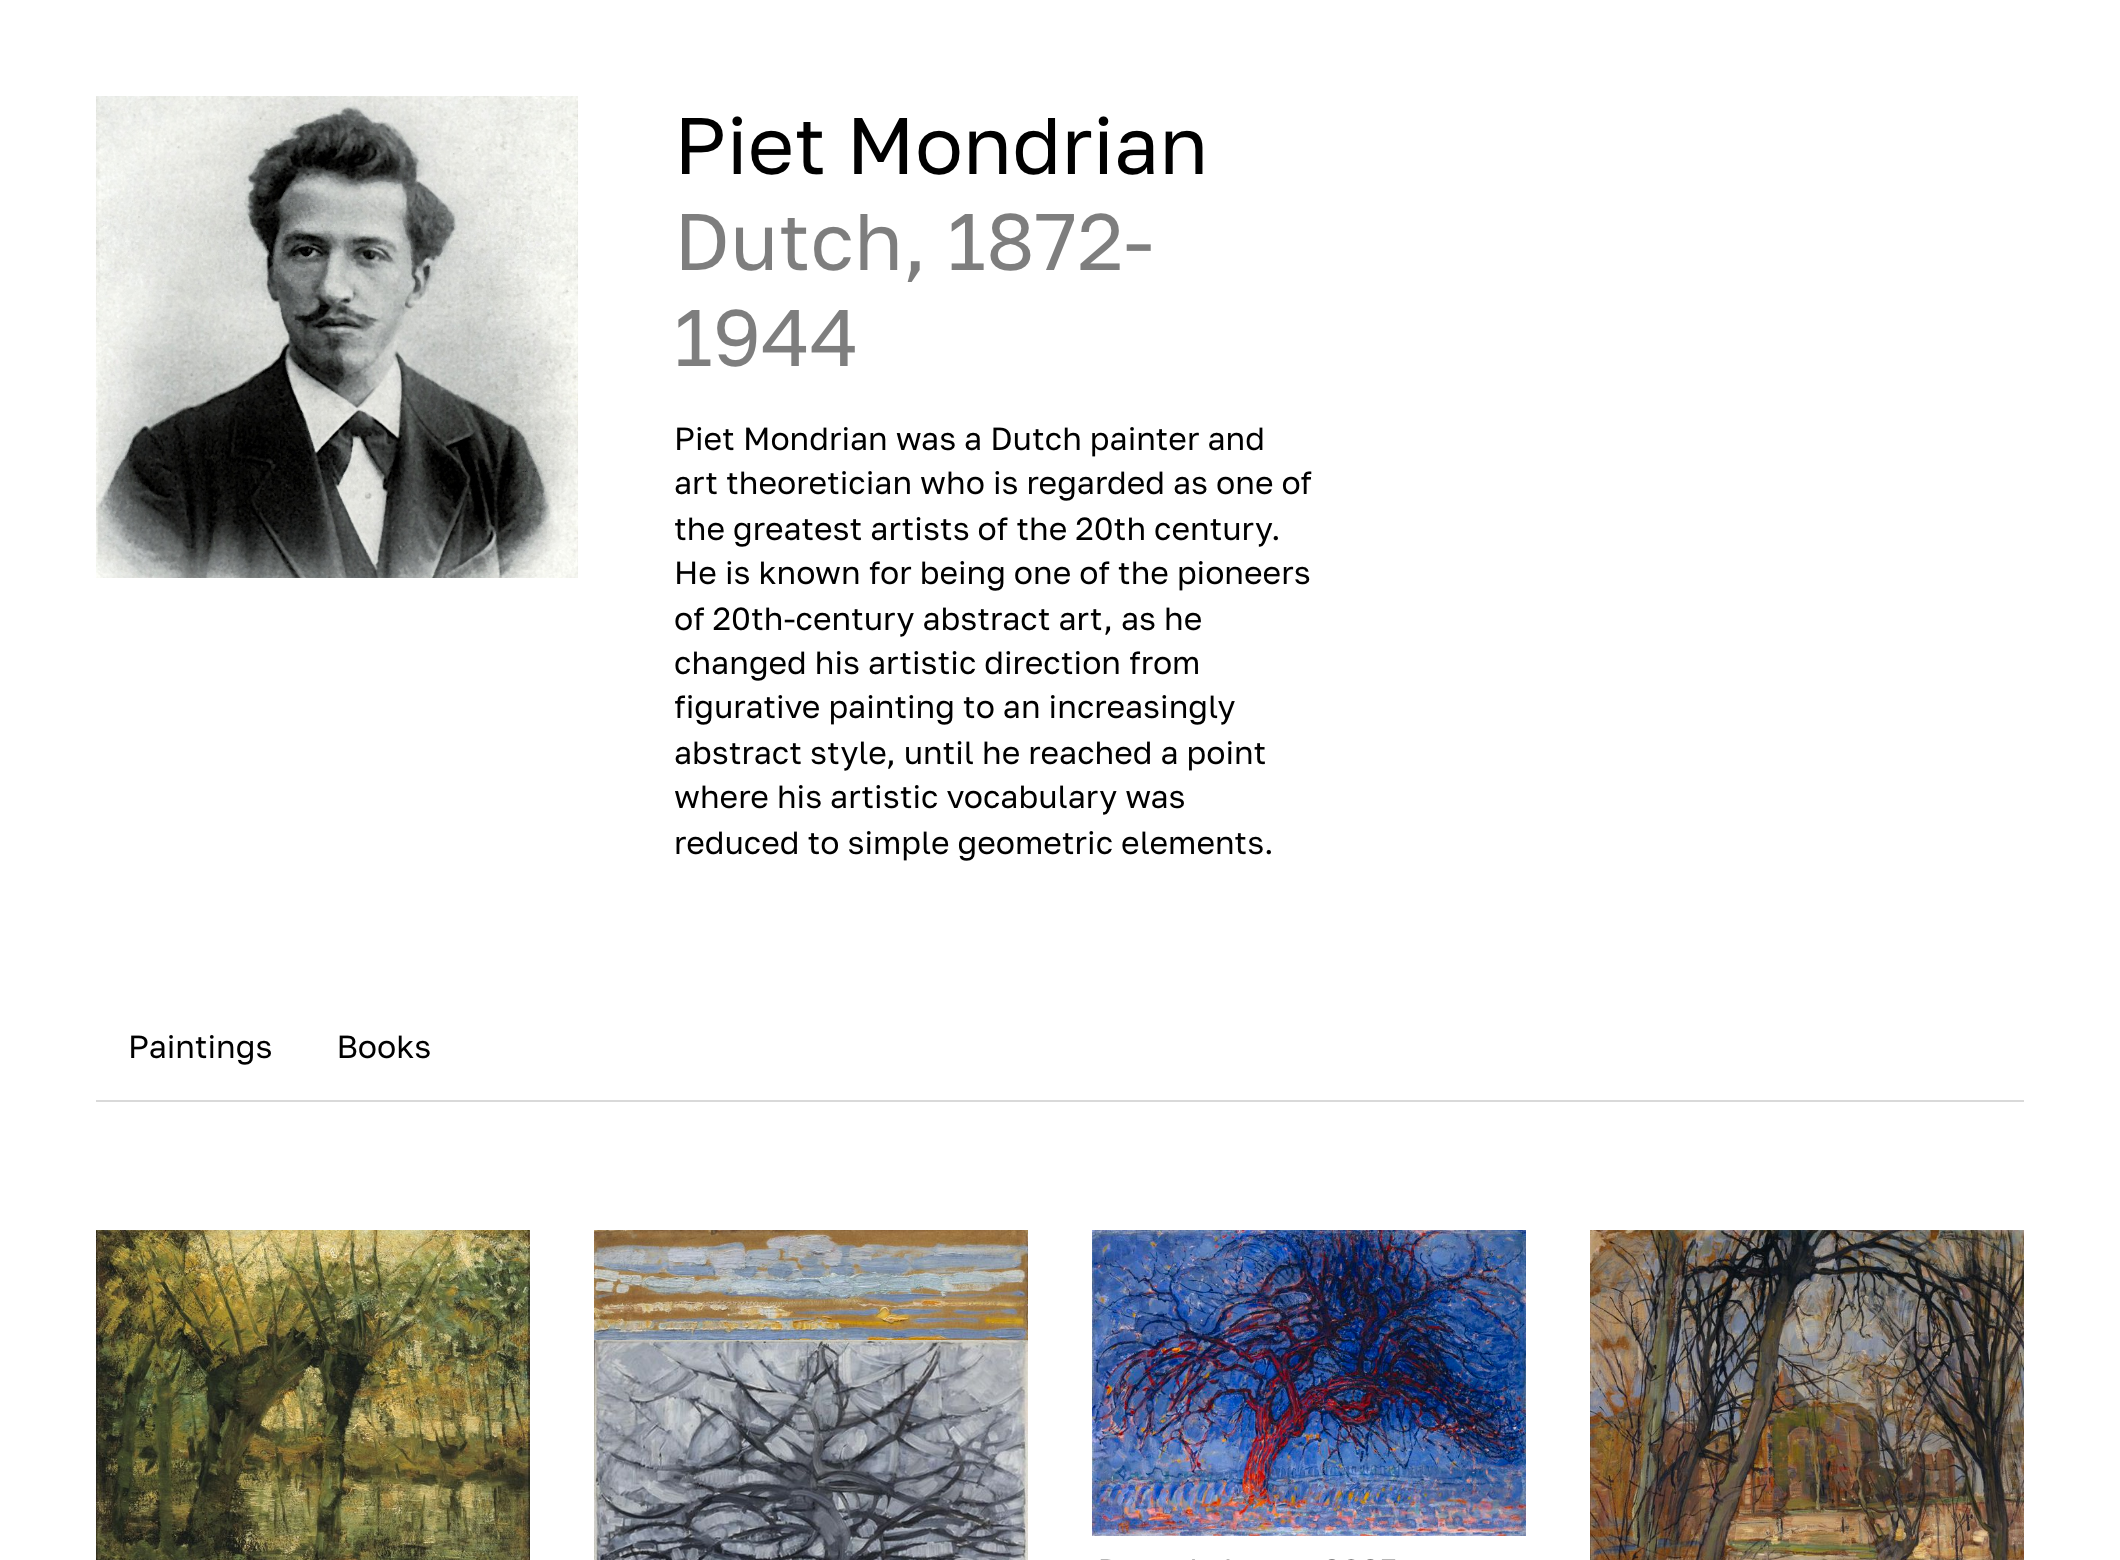 Piet Mondrian
Dutch, 1872-
1944
Piet Mondrian was a Dutch painter and
art theoretician who is regarded as one of
the greatest artists of the 20th century.
He is known for being one of the pioneers
of 20th-century abstract art, as he
changed his artistic direction from
figurative painting to an increasingly
abstract style, until he reached a point
where his artistic vocabulary was
reduced to simple geometric elements.
Paintings
Books